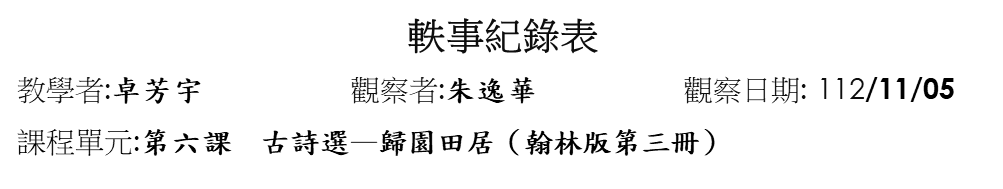 軼事紀錄表
教學者:卓芳宇 觀察者:朱逸華 觀察日期: 112/11/05
課程單元:第六課 古詩選─歸園田居（翰林版第三冊）